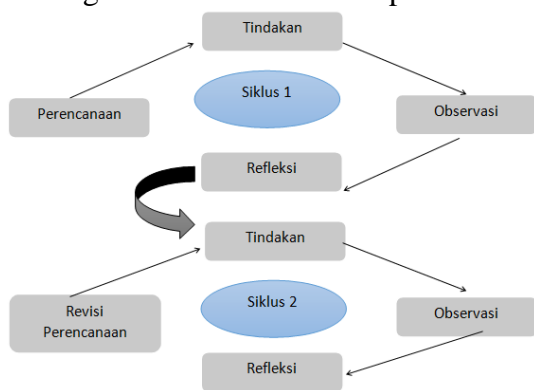 Tindakan
Siklus 1
Perencanaan
Observasi
Refleksi
Tindakan
Siklus 2
Revisi
Perencanaan
Observasi
Refleksi